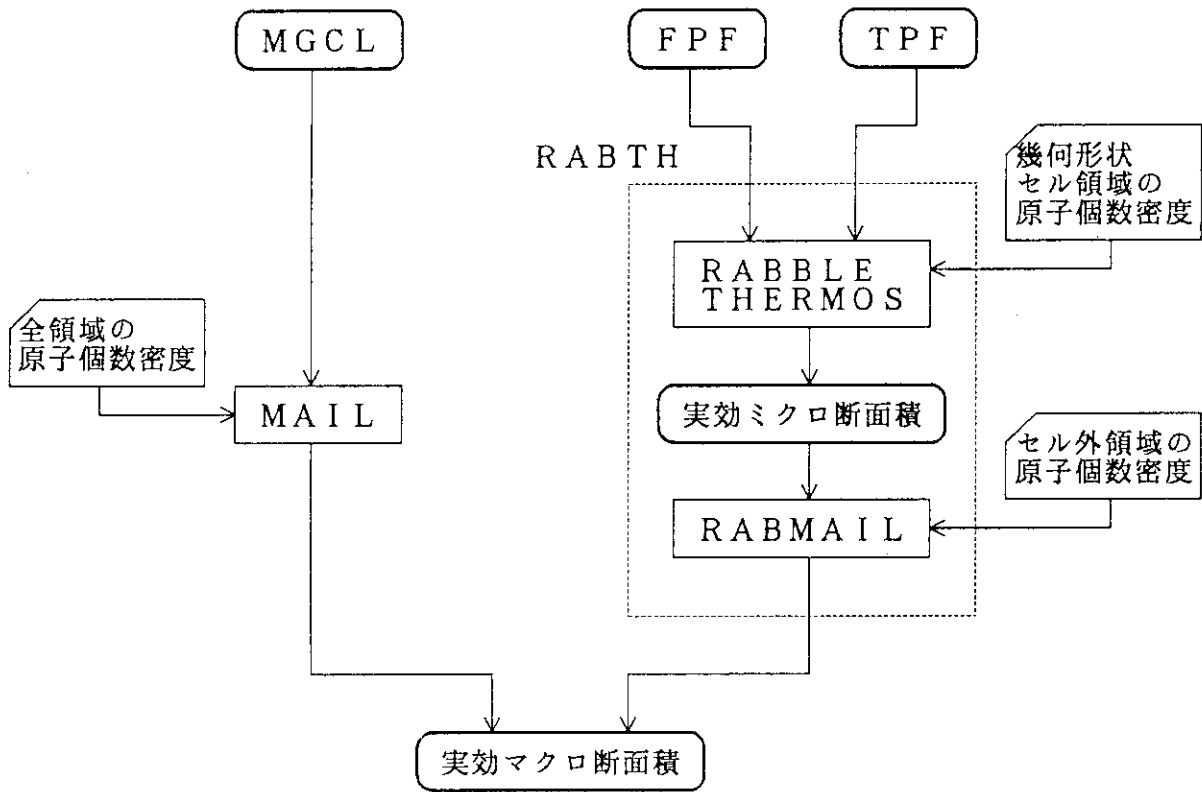 MGCL
FPF
TPF
RABTH
幾何形状
セル領域の
原子個数密度
RABBLE
THERMOS
全領域の
原子個数密度
MAIL
実効ミクロ断面積
セル外領域の
原子個数密度
RABMAIL
実効マクロ断面積